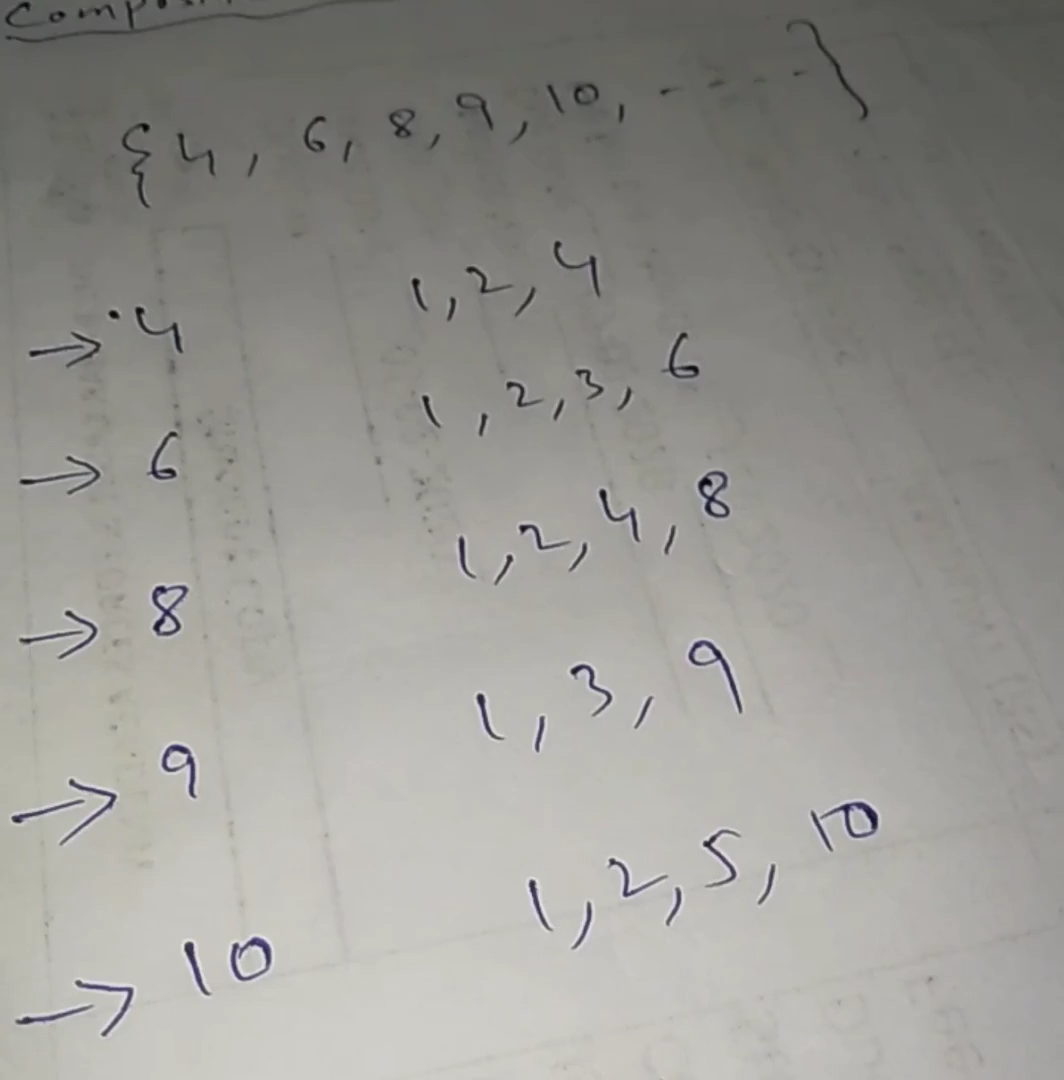 {4, 6, 8, 9, 10, -----}
→ 4 1, 2, 4
→ 6 1, 2, 3, 6
→ 8 1, 2, 4, 8
→ 9 1, 3, 9
→ 10 1, 2, 5, 10